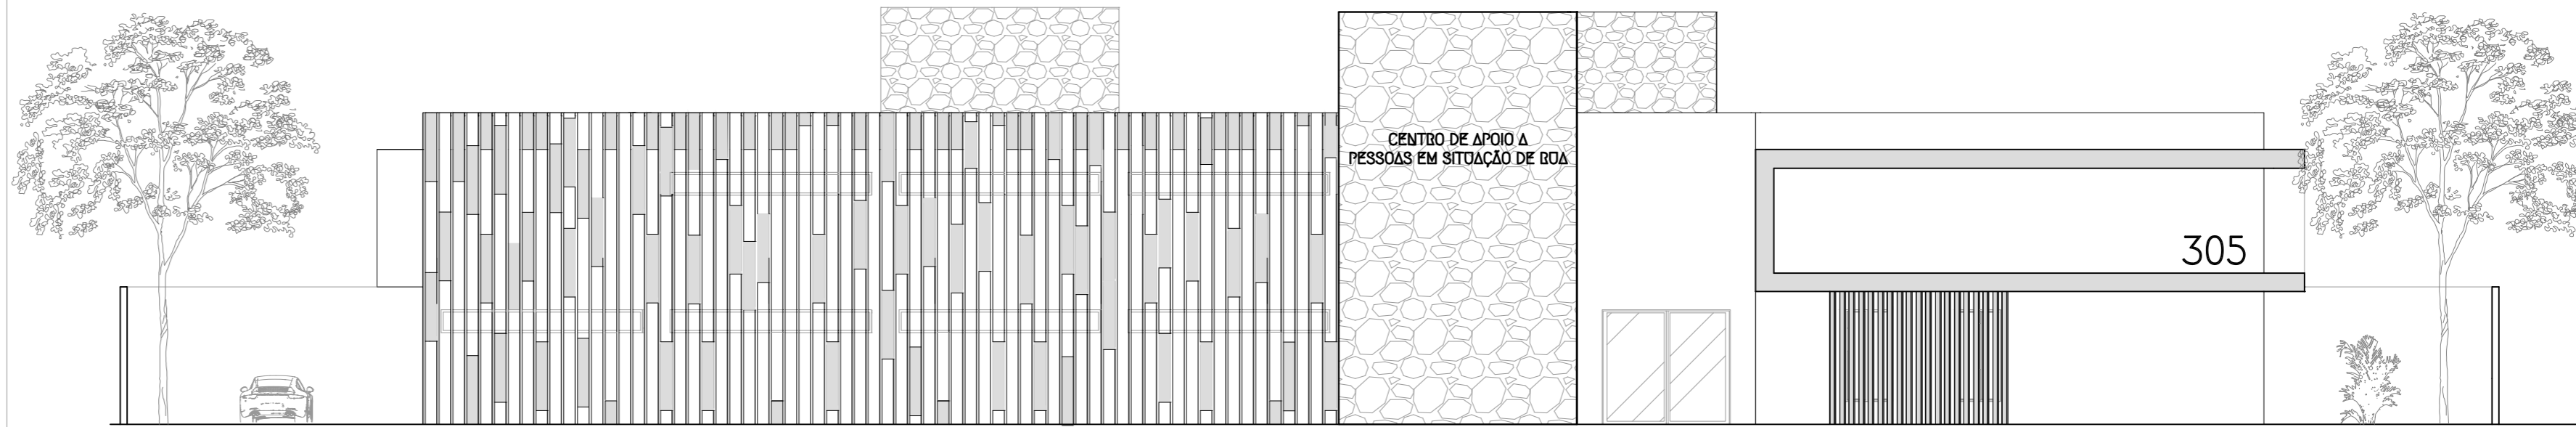 CENTRO DE APOIO A
PESSOAS EM SITUAÇÃO DE RUA
305